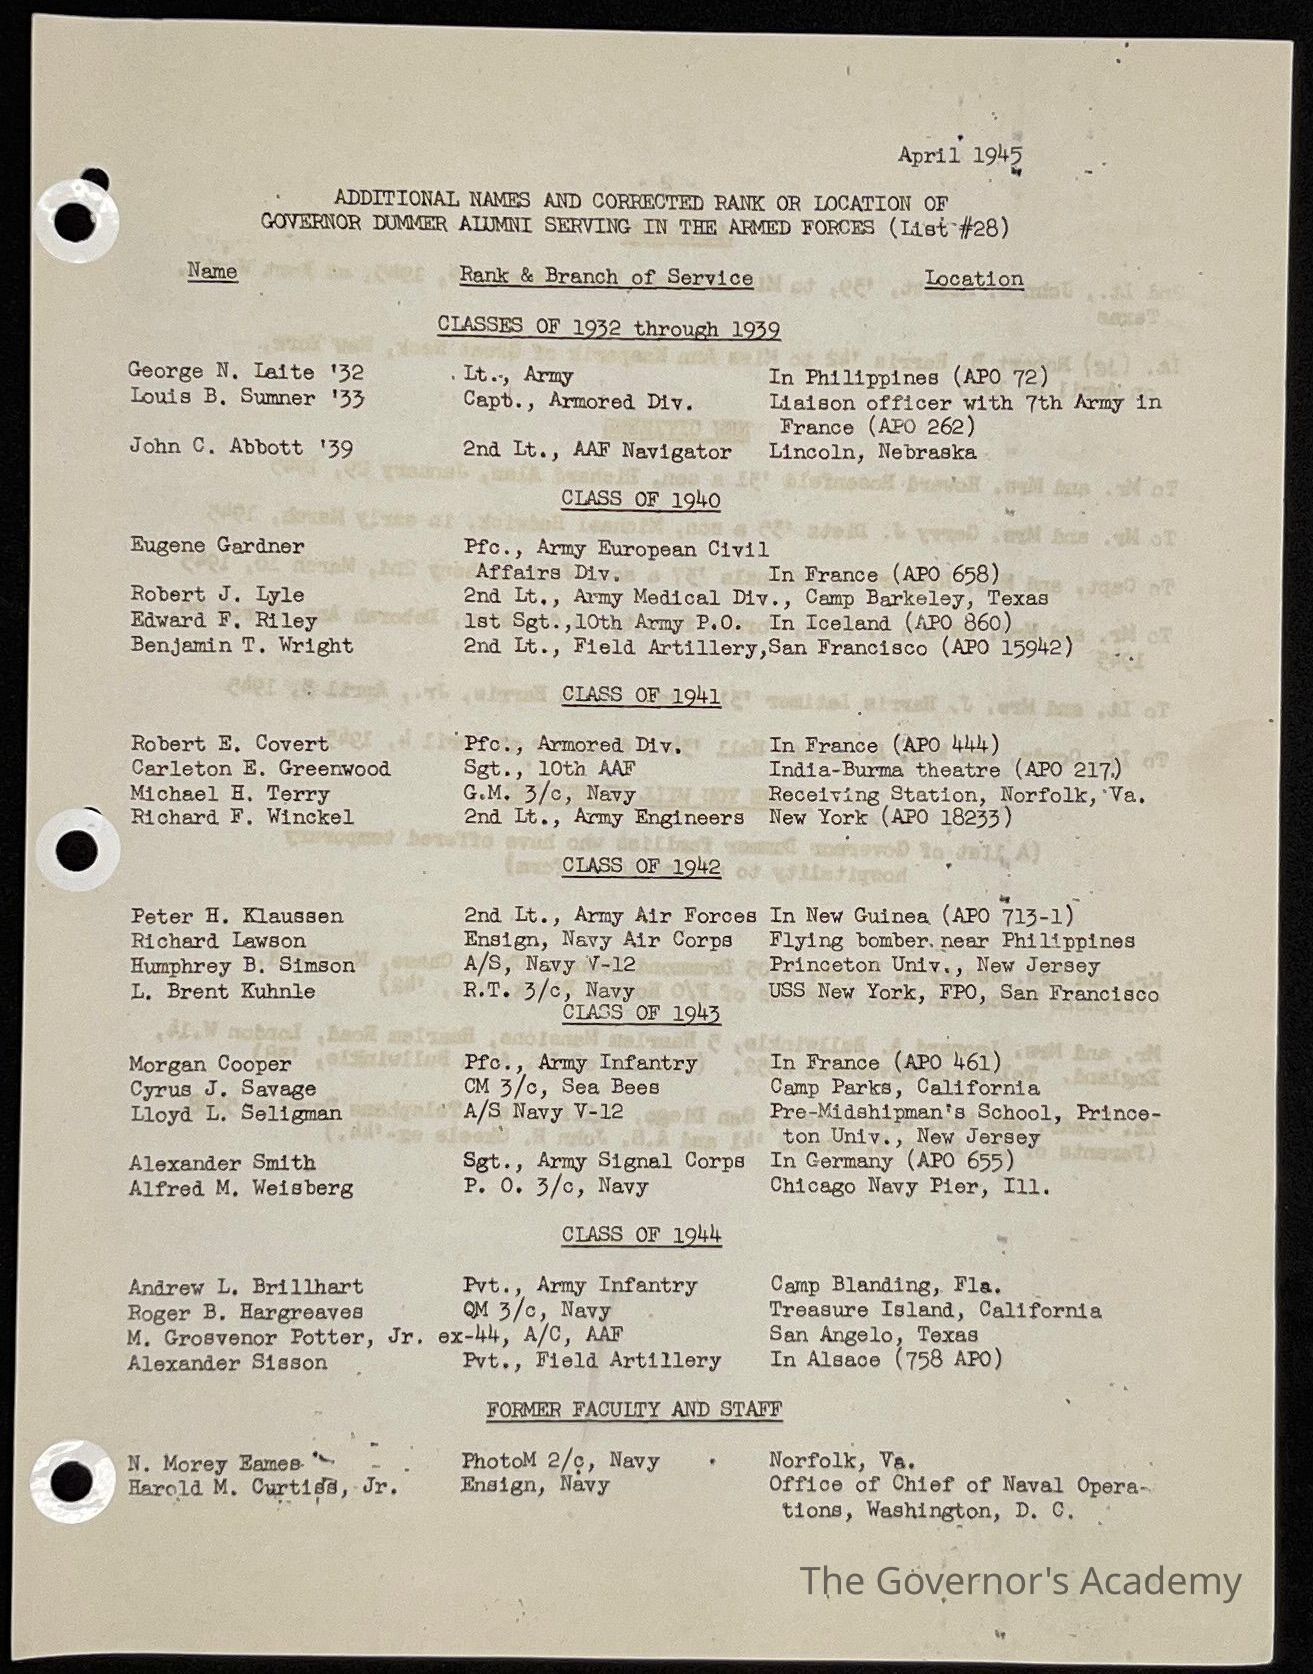 April 1945
ADDITIONAL NAMES AND CORRECTED RANK OR LOCATION OF
GOVERNOR DUMMER ALUMNI SERVING IN THE ARMED FORCES (List #28)
Name Rank & Branch of Service Location
CLASSES OF 1932 through 1939
George N. Laite '32 Lt., Army In Philippines (APO 72)
Louis B. Sumner '33 Capt., Armored Div. Liaison officer with 7th Army in
France (APO 262)
John C. Abbott '39 2nd Lt., AAF Navigator Lincoln, Nebraska
CLASS OF 1940
Eugene Gardner Pfc., Army European Civil
Affairs Div. In France (APO 658)
Robert J. Lyle 2nd Lt., Army Medical Div., Camp Barkeley, Texas
Edward F. Riley 1st Sgt.,10th Army P.O. In Iceland (APO 860)
Benjamin T. Wright 2nd Lt., Field Artillery,San Francisco (APO 15942)
CLASS OF 1941
Robert E. Covert Pfc., Armored Div. In France (APO 444)
Carleton E. Greenwood Sgt., 10th AAF India-Burma theatre (APO 217)
Michael H. Terry G.M. 3/c, Navy Receiving Station, Norfolk, Va.
Richard F. Winckel 2nd Lt., Army Engineers New York (APO 18233)
CLASS OF 1942
Peter H. Klaussen 2nd Lt., Army Air Forces In New Guinea (APO 713-1)
Richard Lawson Ensign, Navy Air Corps Flying bomber near Philippines
Humphrey B. Simson A/S, Navy V-12 Princeton Univ., New Jersey
L. Brent Kuhnle R.T. 3/c, Navy USS New York, FPO, San Francisco
CLASS OF 1943
Morgan Cooper Pfc., Army Infantry In France (APO 461)
Cyrus J. Savage CM 3/c, Sea Bees Camp Parks, California
Lloyd L. Seligman A/S Navy V-12 Pre-Midshipman's School, Prince-
ton Univ., New Jersey
Alexander Smith Sgt., Army Signal Corps In Germany (APO 655)
Alfred M. Weisberg P. O. 3/c, Navy Chicago Navy Pier, Ill.
CLASS OF 1944
Andrew L. Brillhart Pvt., Army Infantry Camp Blanding, Fla.
Roger B. Hargreaves QM 3/c, Navy Treasure Island, California
M. Grosvenor Potter, Jr. ex-44, A/C, AAF San Angelo, Texas
Alexander Sisson Pvt., Field Artillery In Alsace (758 APO)
FORMER FACULTY AND STAFF
N. Morey Eames PhotoM 2/c, Navy Norfolk, Va.
Harold M. Curtiss, Jr. Ensign, Navy Office of Chief of Naval Opera-
tions, Washington, D. C.
The Governor's Academy